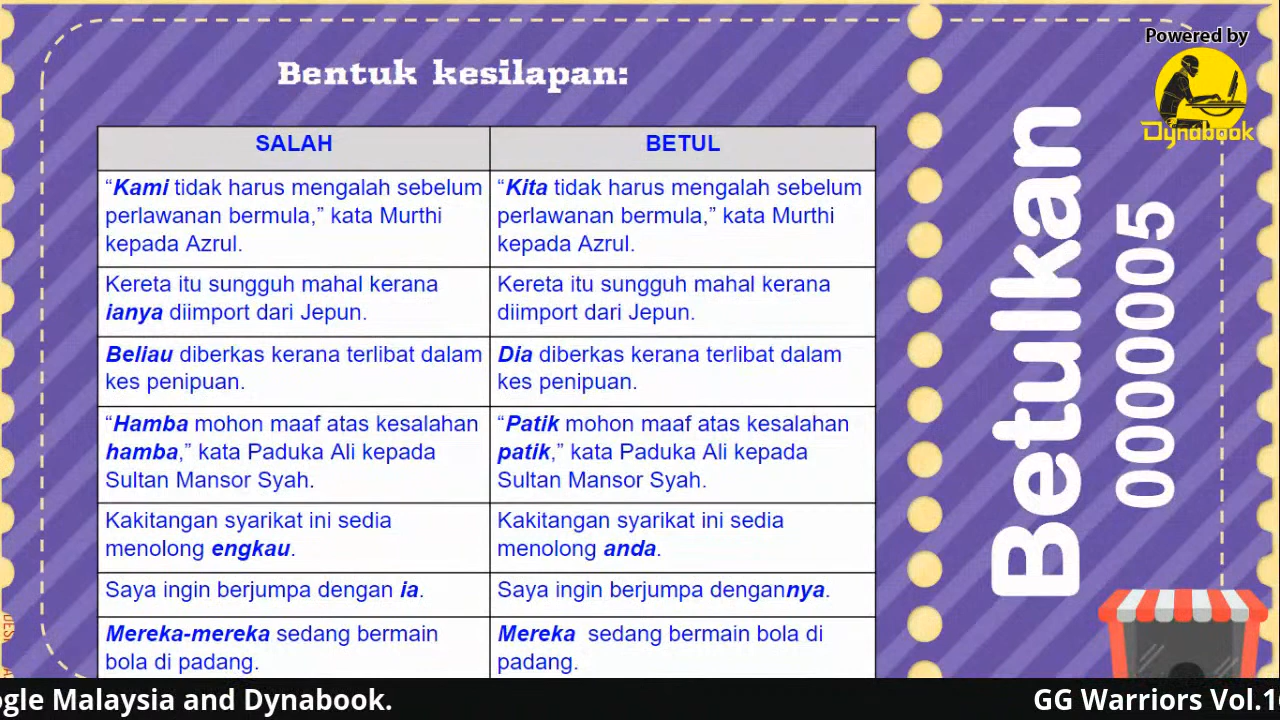 Bentuk kesilapan:
SALAH
BETUL
“Kami tidak harus mengalah sebelum
perlawanan bermula,” kata Murthi
kepada Azrul.
“Kita tidak harus mengalah sebelum
perlawanan bermula,” kata Murthi
kepada Azrul.
Kereta itu sungguh mahal kerana
ianya diimport dari Jepun.
Kereta itu sungguh mahal kerana
diimport dari Jepun.
Beliau diberkas kerana terlibat dalam
kes penipuan.
Dia diberkas kerana terlibat dalam
kes penipuan.
“Hamba mohon maaf atas kesalahan
hamba,” kata Paduka Ali kepada
Sultan Mansor Syah.
“Patik mohon maaf atas kesalahan
patik,” kata Paduka Ali kepada
Sultan Mansor Syah.
Kakitangan syarikat ini sedia
menolong engkau.
Kakitangan syarikat ini sedia
menolong anda.
Saya ingin berjumpa dengan ia.
Saya ingin berjumpa dengannya.
Mereka-mereka sedang bermain
bola di padang.
Mereka sedang bermain bola di
padang.
Betulkan
0000005
Powered by
Dynabook
ogle Malaysia and Dynabook.
GG Warriors Vol.1